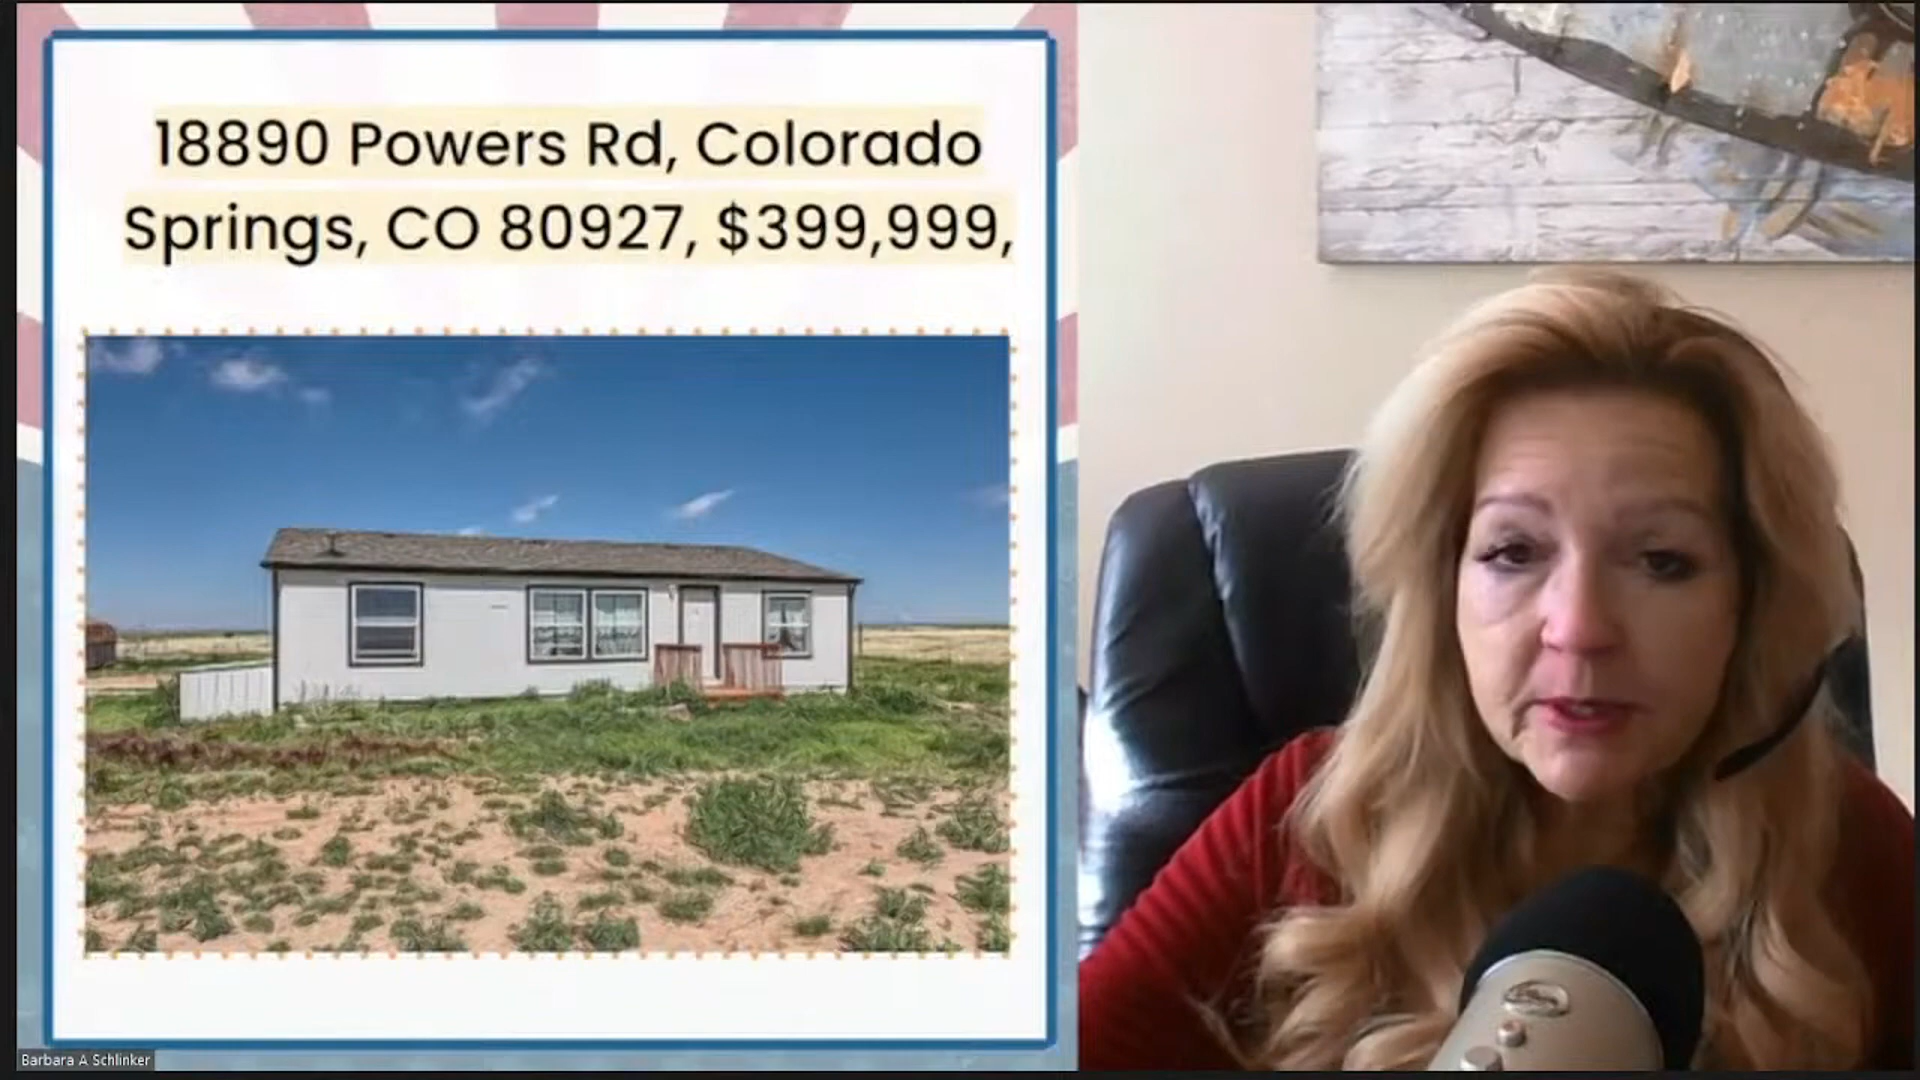 18890 Powers Rd, Colorado
Springs, CO 80927, $399,999,
Barbara A Schlinker